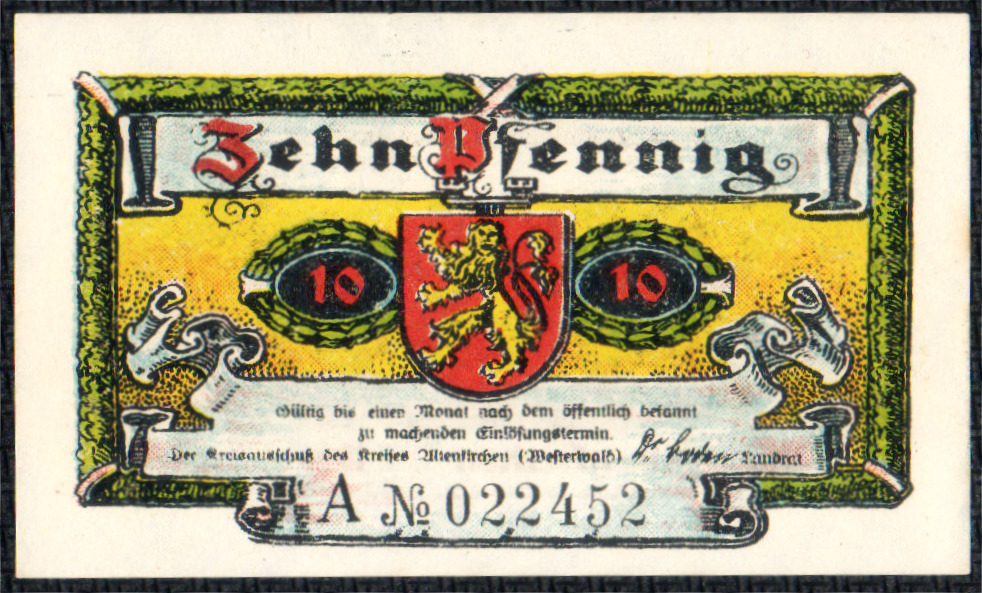 Zehn Pfennig
10 10
Gültig bis einen Monat nach dem öffentlich bekannt
zu machenden Einlösungstermin.
Der Kreisausschuß des Kreises Altenkirchen (Westerwald) Dr Landrat
A № 022452